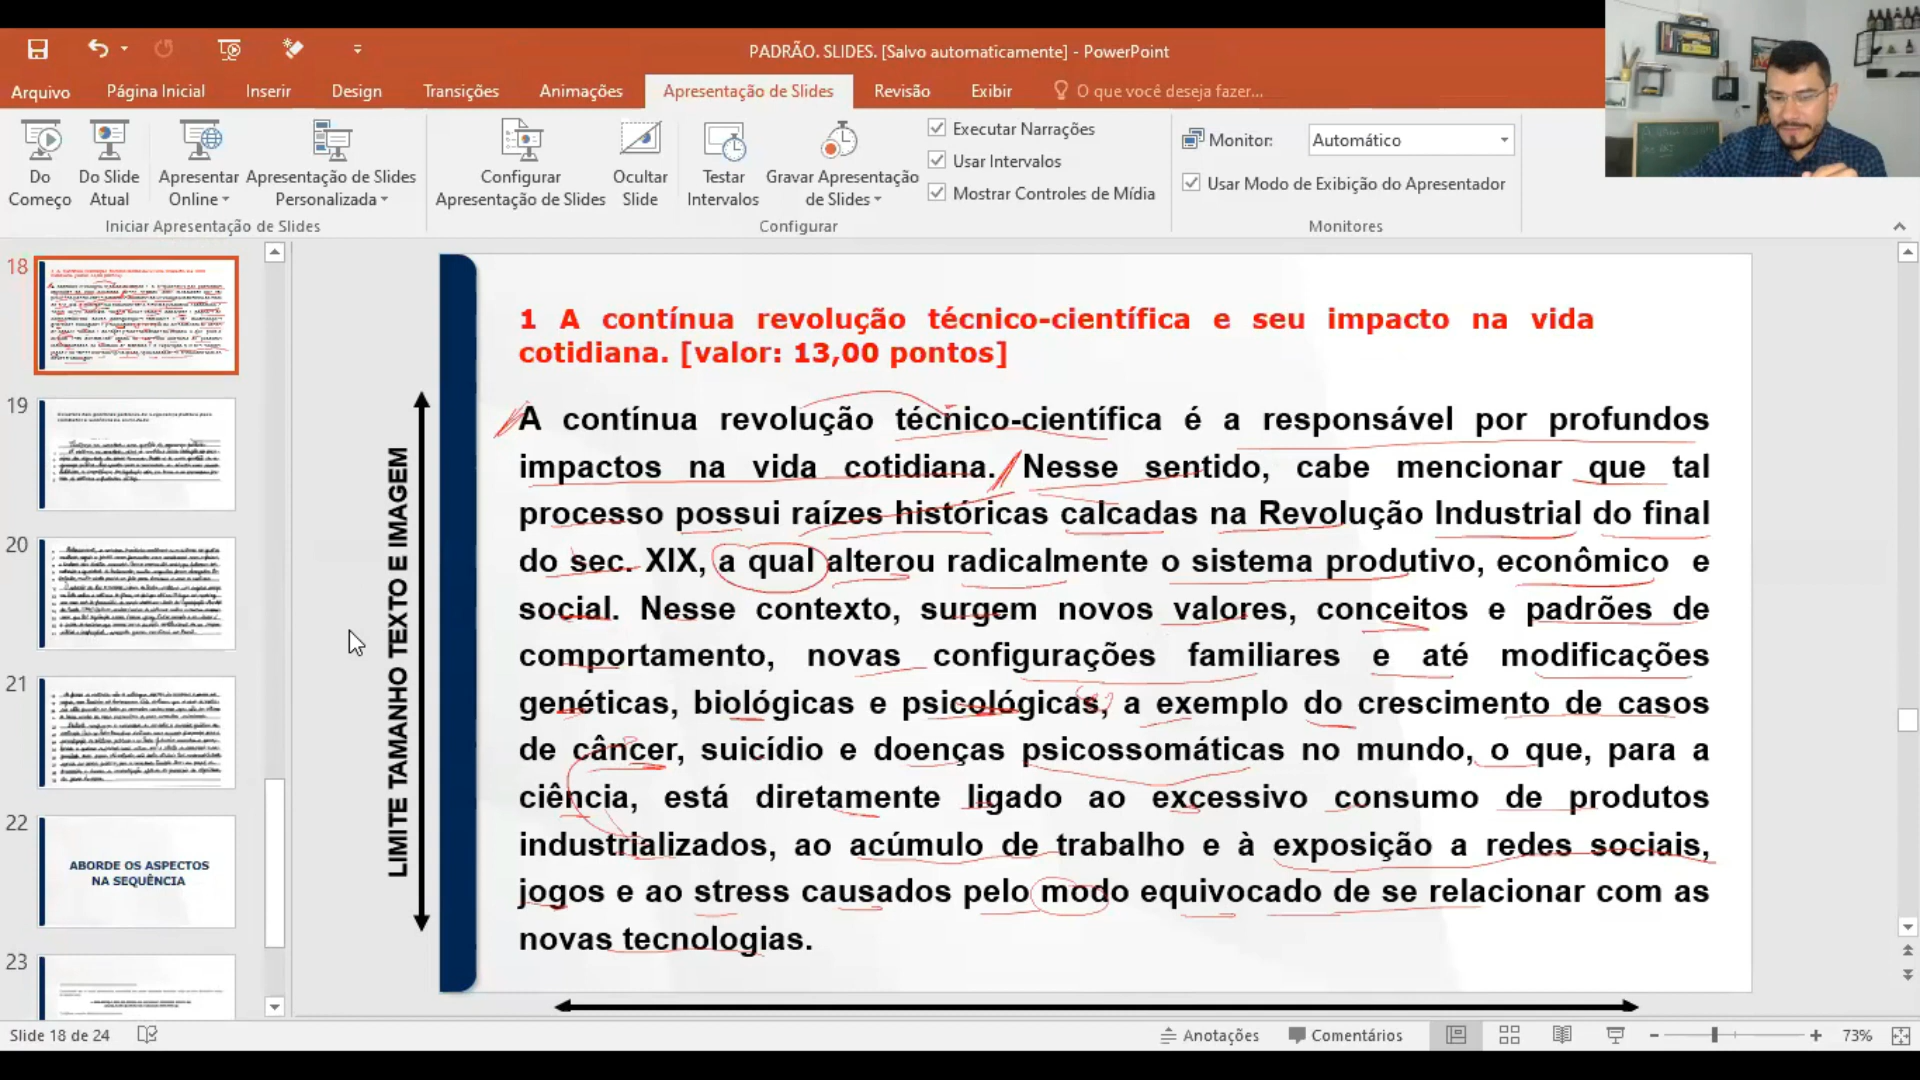 PADRÃO. SLIDES. [Salvo automaticamente] - PowerPoint
Arquivo Página Inicial Inserir Design Transições Animações Apresentação de Slides Revisão Exibir O que você deseja fazer...
Do Começo
Do Slide Atual
Apresentar Online
Apresentação de Slides Personalizada
Iniciar Apresentação de Slides
Configurar Apresentação de Slides
Ocultar Slide
Testar Intervalos
Gravar Apresentação de Slides
Executar Narrações
Usar Intervalos
Mostrar Controles de Mídia
Configurar
Monitor: Automático
Usar Modo de Exibição do Apresentador
Monitores
18
19
20
21
22
ABORDE OS ASPECTOS
NA SEQUÊNCIA
23
LIMITE TAMANHO TEXTO E IMAGEM
1 A contínua revolução técnico-científica e seu impacto na vida
cotidiana. [valor: 13,00 pontos]
A contínua revolução técnico-científica é a responsável por profundos
impactos na vida cotidiana. Nesse sentido, cabe mencionar que tal
processo possui raízes históricas calcadas na Revolução Industrial do final
do sec. XIX, a qual alterou radicalmente o sistema produtivo, econômico e
social. Nesse contexto, surgem novos valores, conceitos e padrões de
comportamento, novas configurações familiares e até modificações
genéticas, biológicas e psicológicas, a exemplo do crescimento de casos
de câncer, suicídio e doenças psicossomáticas no mundo, o que, para a
ciência, está diretamente ligado ao excessivo consumo de produtos
industrializados, ao acúmulo de trabalho e à exposição a redes sociais,
jogos e ao stress causados pelo modo equivocado de se relacionar com as
novas tecnologias.
Slide 18 de 24
Anotações
Comentários
73%